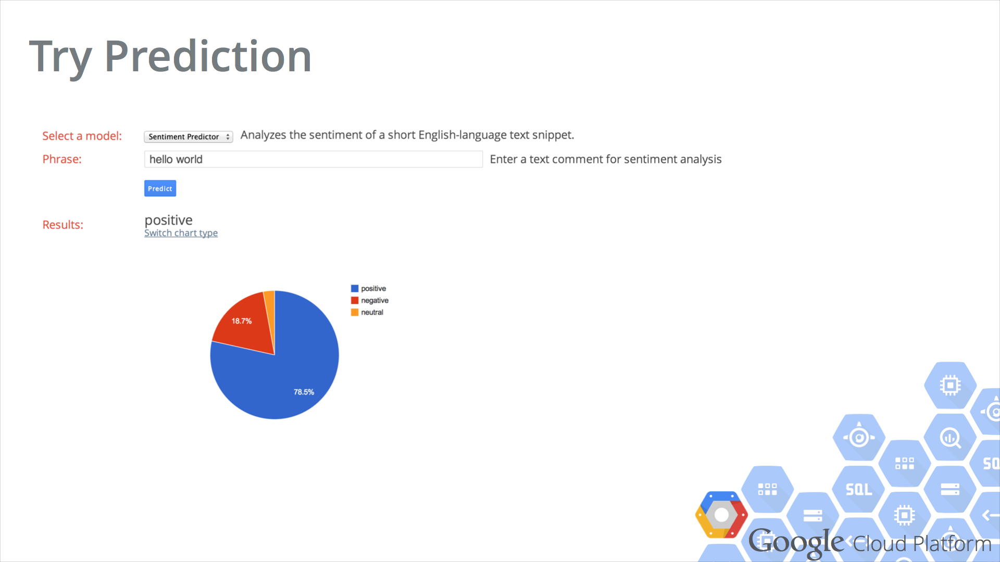 Try Prediction
Select a model: Sentiment Predictor Analyzes the sentiment of a short English-language text snippet.
Phrase: hello world Enter a text comment for sentiment analysis
Predict
Results: positive
Switch chart type
positive
negative
neutral
18.7%
78.5%
SQL
SQ
Google Cloud Platform